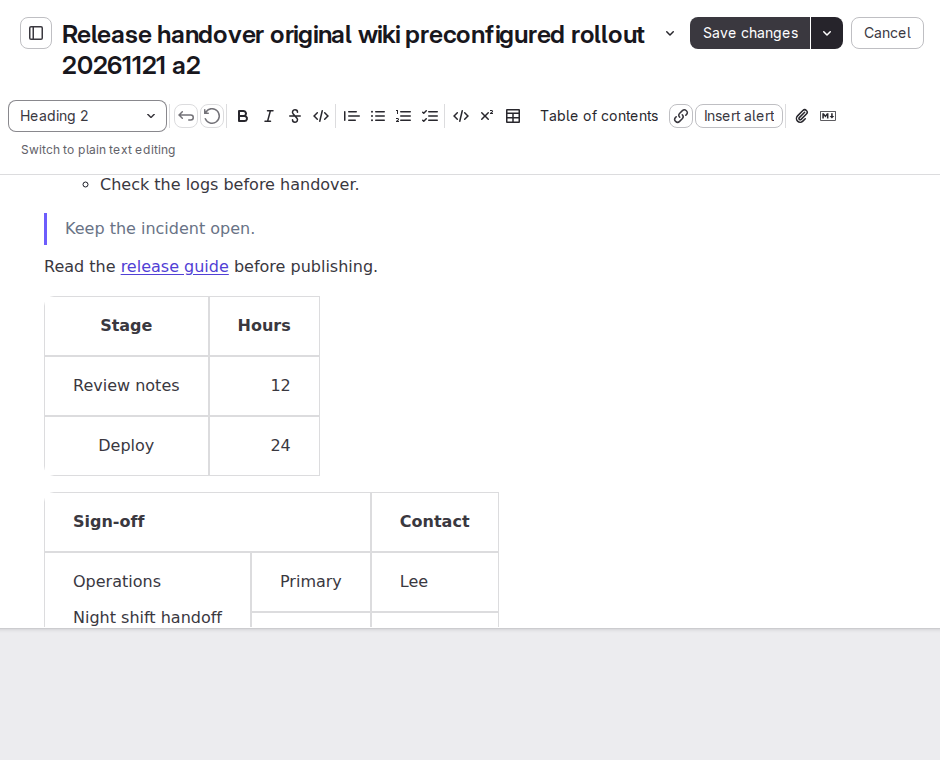 Release handover original wiki preconfigured rollout
20261121 a2
Save changes
Cancel
Heading 2
Table of contents
Insert alert
Switch to plain text editing
Check the logs before handover.
Keep the incident open.
Read the release guide before publishing.
Stage Hours
Review notes 12
Deploy 24
Sign-off Contact
Operations Primary Lee
Night shift handoff